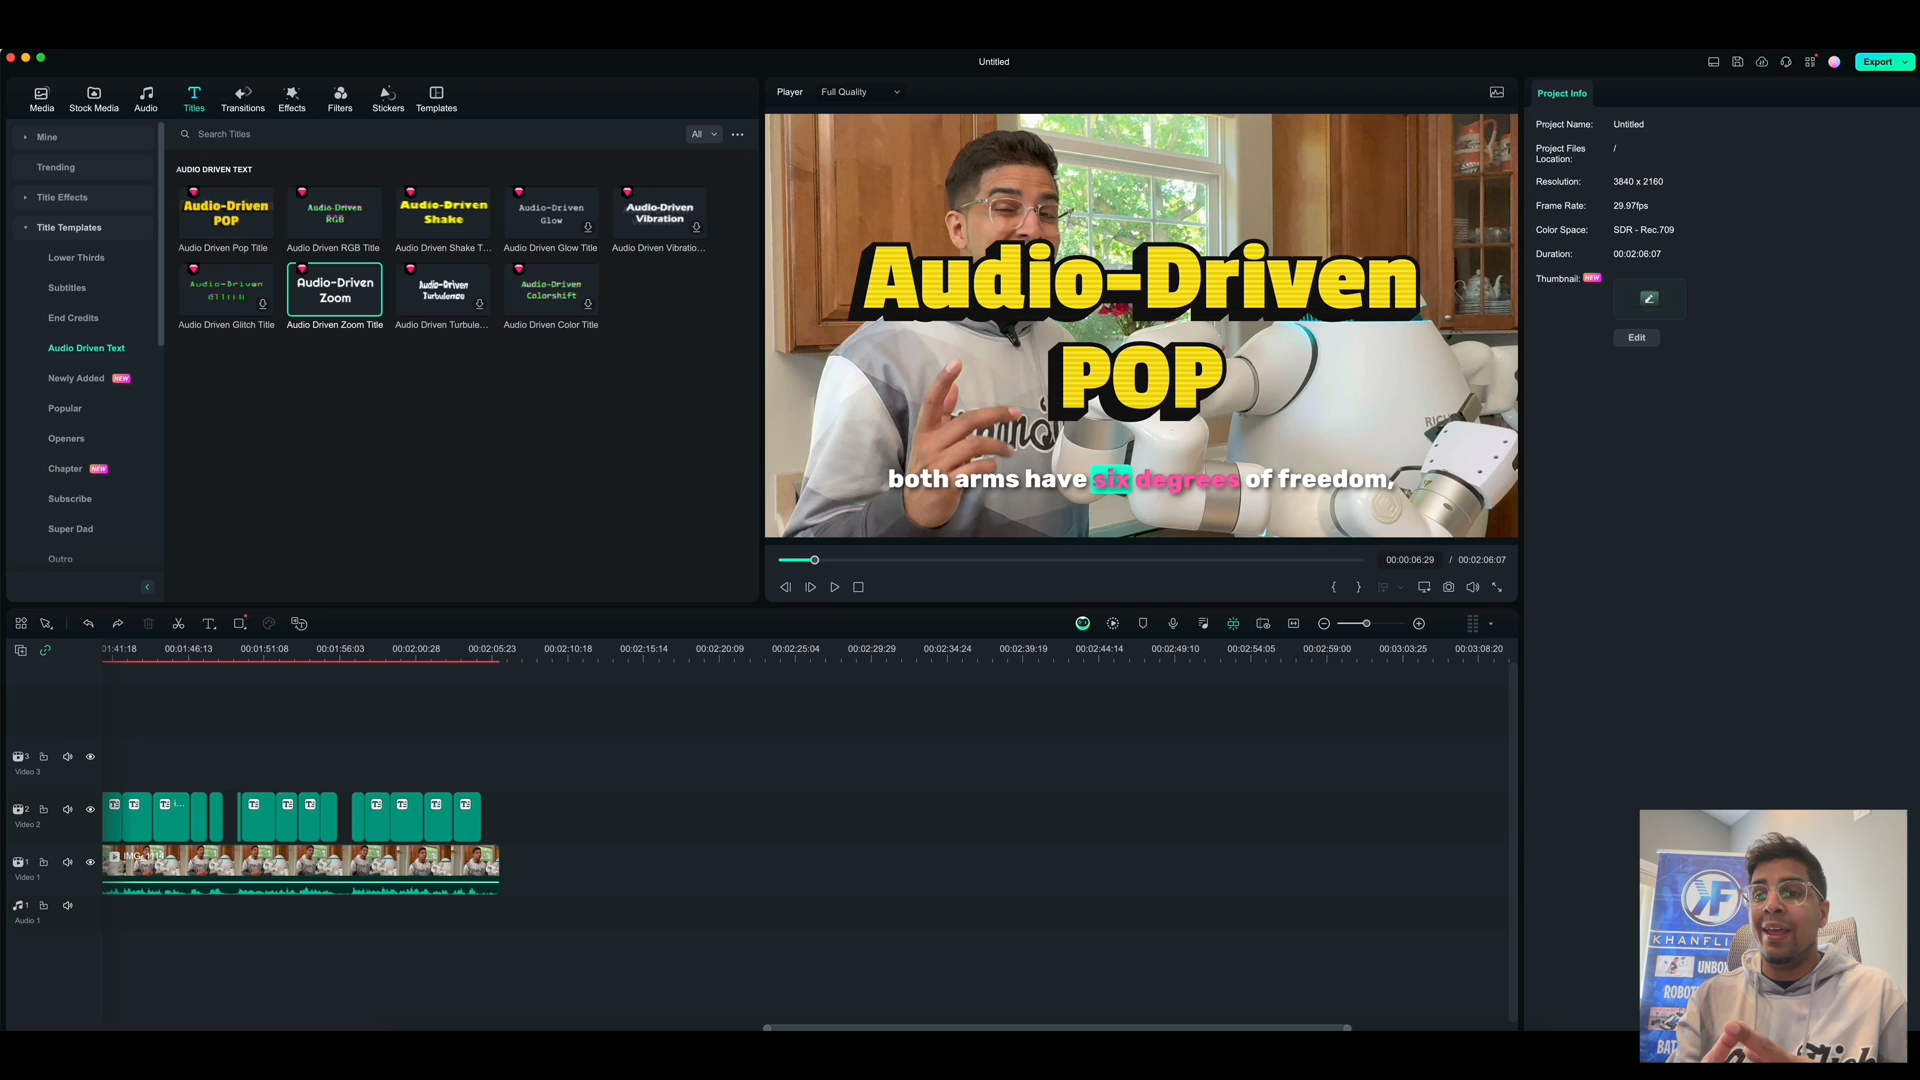 Untitled
Export
Media
Stock Media
Audio
Titles
Transitions
Effects
Filters
Stickers
Templates
Player
Full Quality
Project Info
Mine
Trending
Title Effects
Title Templates
Lower Thirds
Subtitles
End Credits
Audio Driven Text
Newly Added NEW
Popular
Openers
Chapter NEW
Subscribe
Super Dad
Outro
Search Titles
All
AUDIO DRIVEN TEXT
Audio-Driven
POP
Audio-Driven
RGB
Audio-Driven
Shake
Audio-Driven
Glow
Audio-Driven
Vibration
Audio Driven Pop Title
Audio Driven RGB Title
Audio Driven Shake T...
Audio Driven Glow Title
Audio Driven Vibratio...
Audio-Driven
Audio-Driven
Zoom
Audio-Driven
Turbulence
Audio-Driven
Colorshift
Audio Driven Glitch Title
Audio Driven Zoom Title
Audio Driven Turbule...
Audio Driven Color Title
Audio-Driven
POP
both arms have six degrees of freedom,
00:00:06:29 / 00:02:06:07
Project Name: Untitled
Project Files
Location: /
Resolution: 3840 x 2160
Frame Rate: 29.97fps
Color Space: SDR - Rec.709
Duration: 00:02:06:07
Thumbnail: NEW
Edit
01:41:18 00:01:46:13 00:01:51:08 00:01:56:03 00:02:00:28 00:02:05:23 00:02:10:18 00:02:15:14 00:02:20:09 00:02:25:04 00:02:29:29 00:02:34:24 00:02:39:19 00:02:44:14 00:02:49:10 00:02:54:05 00:02:59:00 00:03:03:25 00:03:08:20
3
Video 3
2
Video 2
i...
1
Video 1
IMG_1114
1
Audio 1
KF
KHANFLI
UNBOX
ROBOT
BAT